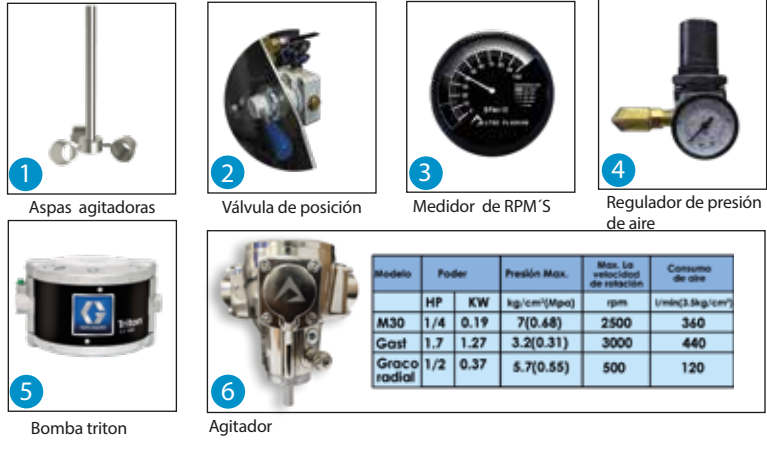 1
Aspas agitadoras
2
Válvula de posición
3
Medidor de RPM´S
4
Regulador de presión
de aire
5
Triton
Bomba triton
6
Agitador
Modelo Poder Presión Max. Max. La velocidad de rotación Consumo de aire
HP KW kg/cm²(Mpa) rpm l/min(3.5kg/cm²)
M30 1/4 0.19 7(0.68) 2500 360
Gast 1.7 1.27 3.2(0.31) 3000 440
Graco radial 1/2 0.37 5.7(0.55) 500 120